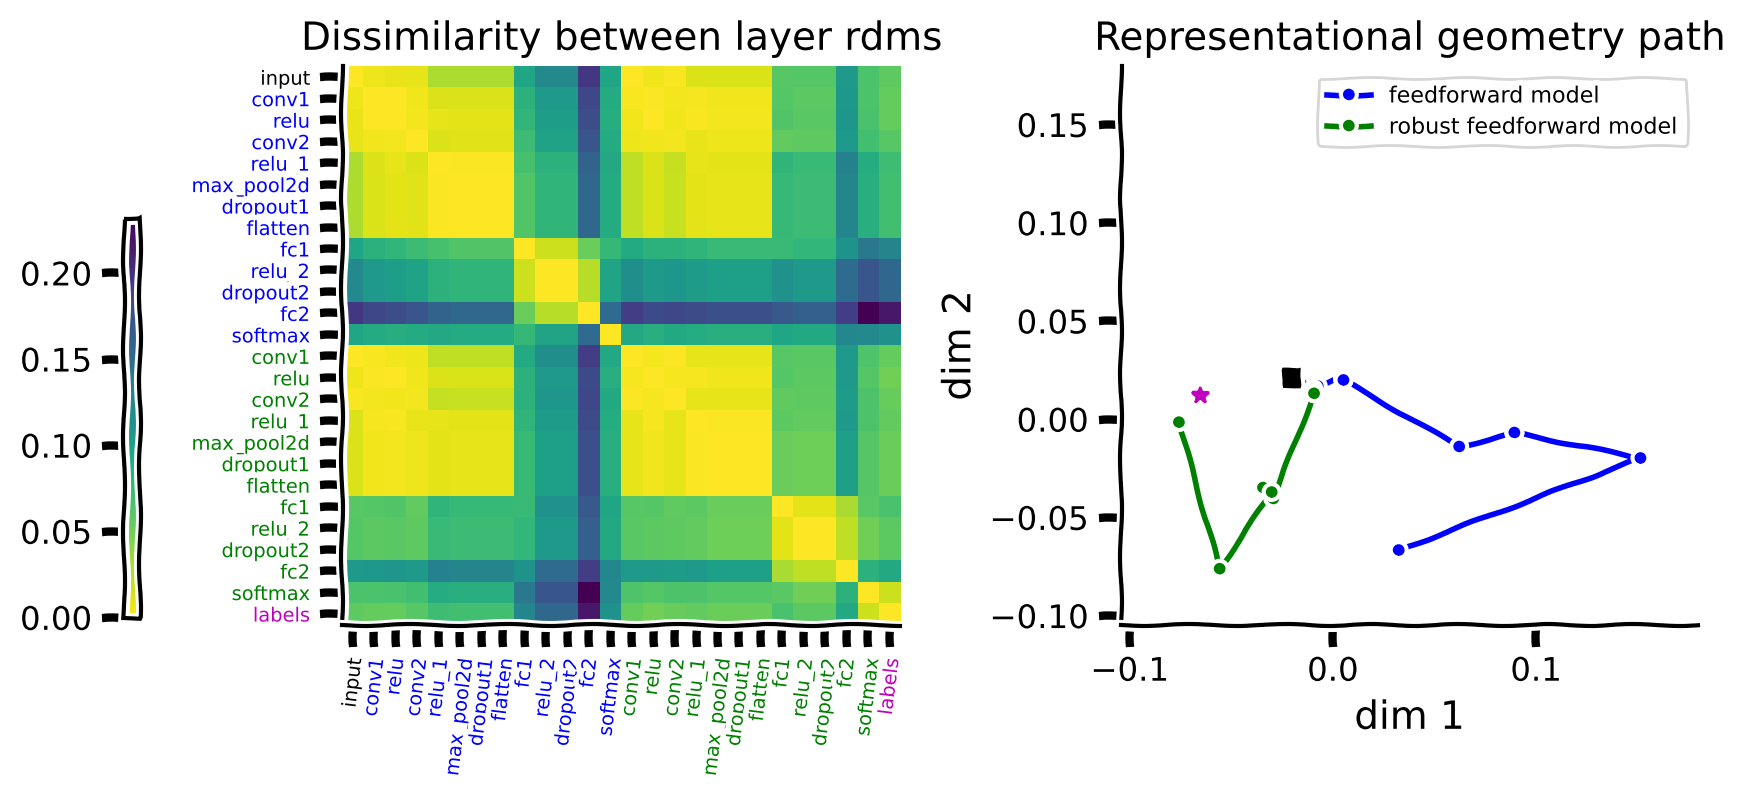 Dissimilarity between layer rdms
0.20
0.15
0.10
0.05
0.00
input
conv1
relu
conv2
relu_1
max_pool2d
dropout1
flatten
fc1
relu_2
dropout2
fc2
softmax
conv1
relu
conv2
relu_1
max_pool2d
dropout1
flatten
fc1
relu_2
dropout2
fc2
softmax
labels
input
conv1
relu
conv2
relu_1
max_pool2d
dropout1
flatten
fc1
relu_2
dropout2
fc2
softmax
conv1
relu
conv2
relu_1
max_pool2d
dropout1
flatten
fc1
relu_2
dropout2
fc2
softmax
labels
Representational geometry path
feedforward model
robust feedforward model
dim 2
0.15
0.10
0.05
0.00
−0.05
−0.10
−0.1
0.0
0.1
dim 1